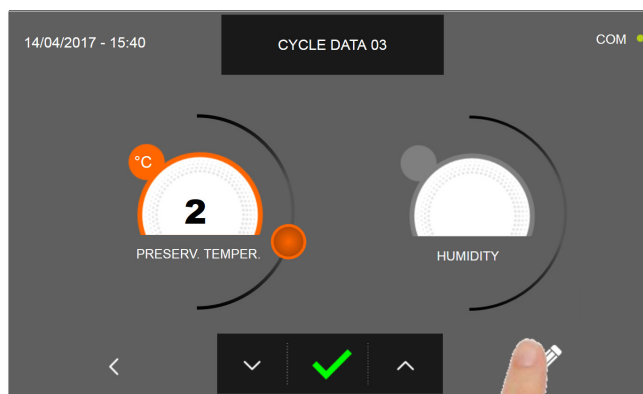 14/04/2017 - 15:40
CYCLE DATA 03
COM
°C
2
PRESERV. TEMPER.
HUMIDITY